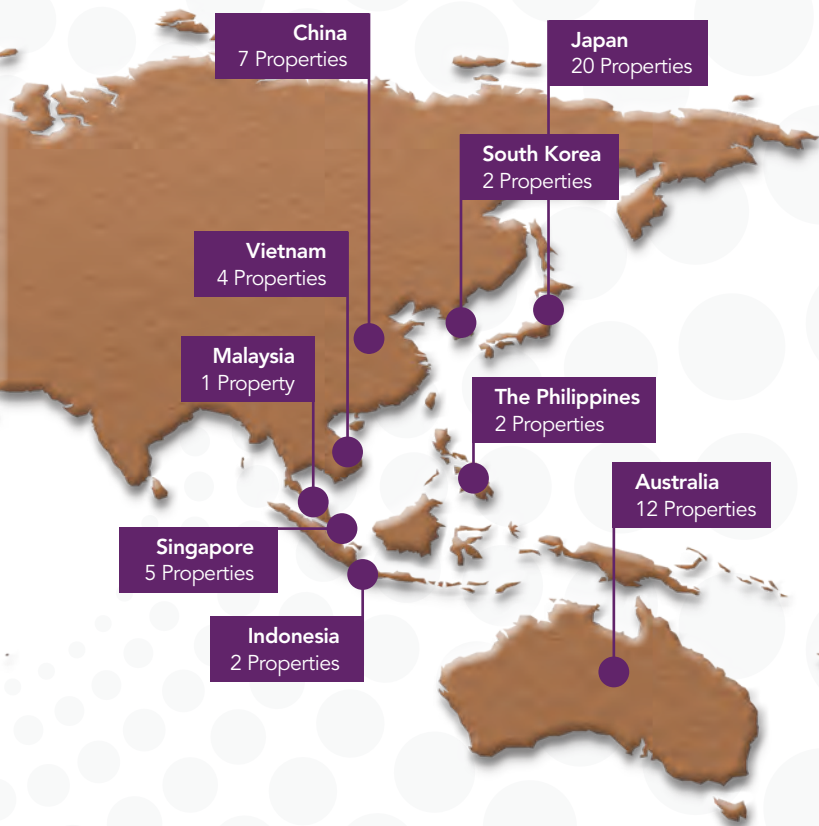 China
7 Properties
Japan
20 Properties
South Korea
2 Properties
Vietnam
4 Properties
Malaysia
1 Property
The Philippines
2 Properties
Australia
12 Properties
Singapore
5 Properties
Indonesia
2 Properties